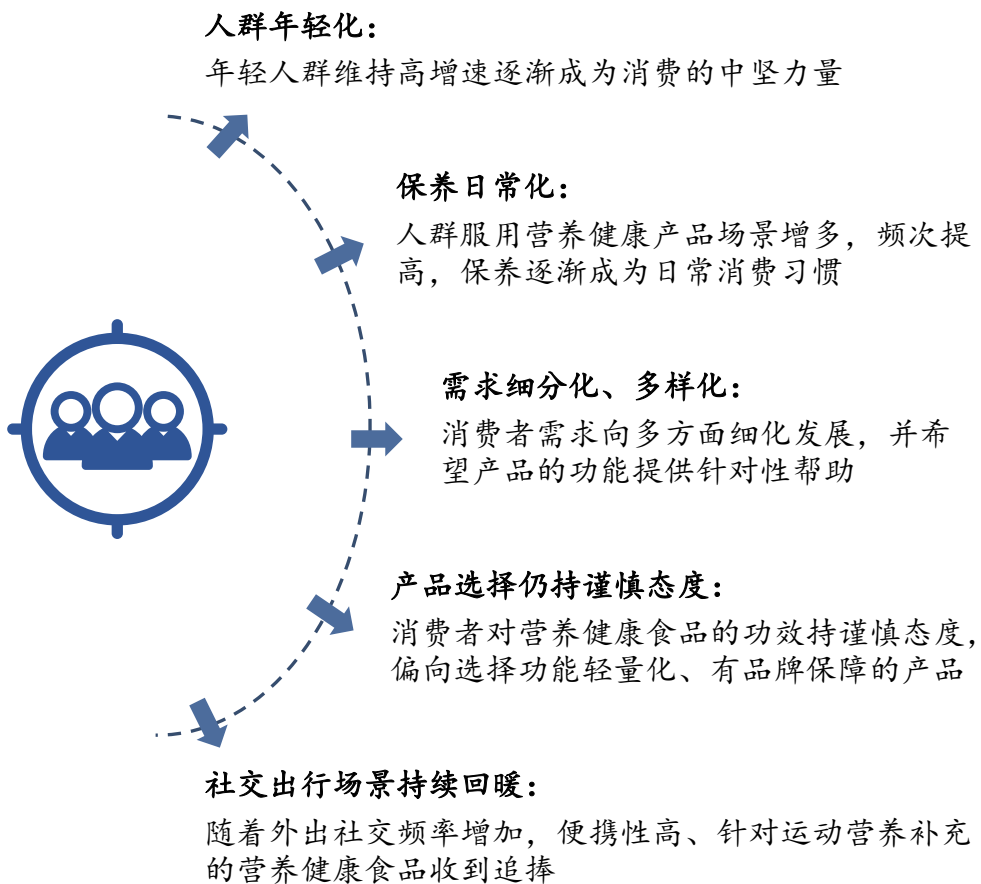 人群年轻化：
年轻人群维持高增速逐渐成为消费的中坚力量
保养日常化：
人群服用营养健康产品场景增多，频次提
高，保养逐渐成为日常消费习惯
需求细分化、多样化：
消费者需求向多方面细化发展，并希
望产品的功能提供针对性帮助
产品选择仍持谨慎态度：
消费者对营养健康食品的功效持谨慎态度，
偏向选择功能轻量化、有品牌保障的产品
社交出行场景持续回暖：
随着外出社交频率增加，便携性高、针对运动营养补充
的营养健康食品收到追捧